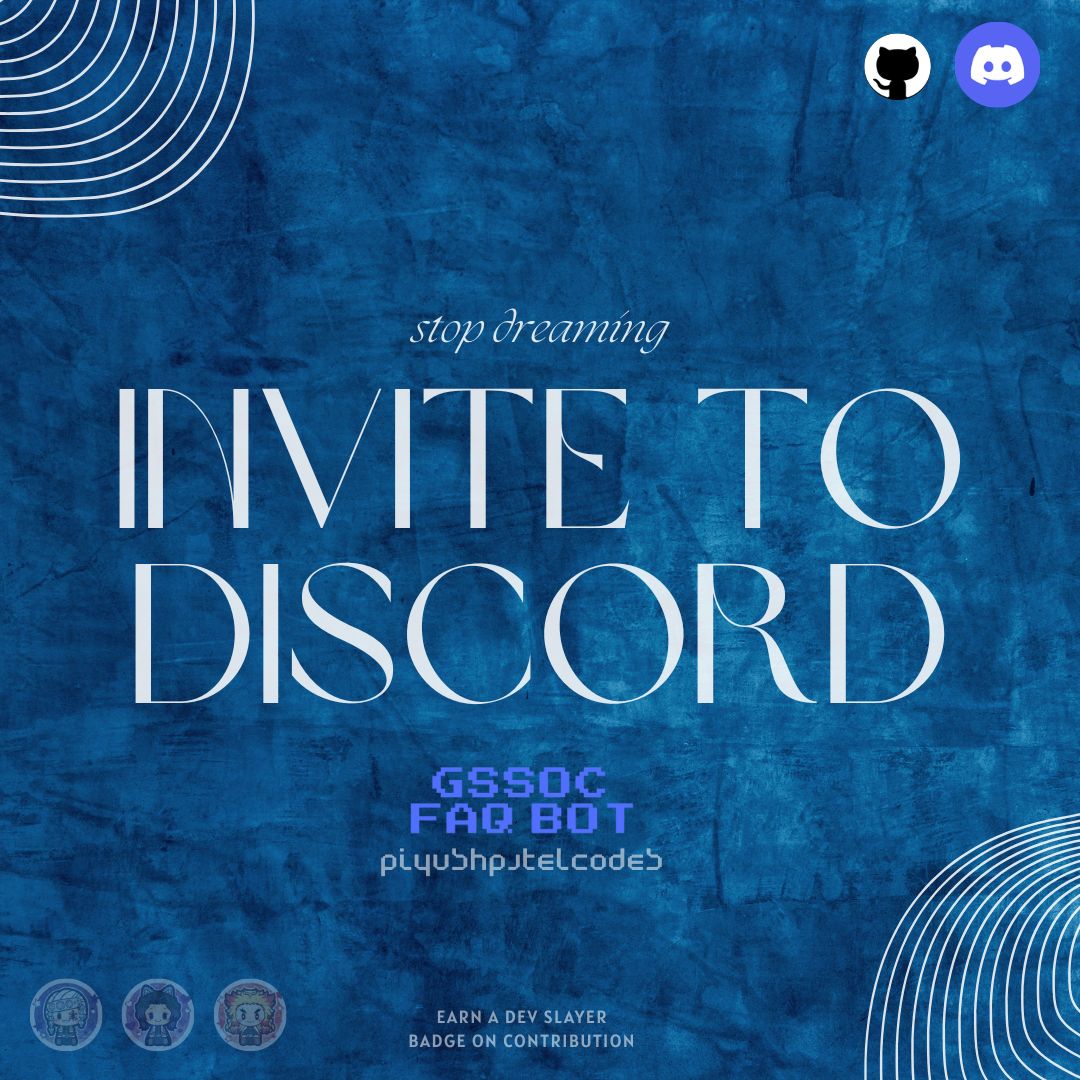 stop dreaming
INVITE TO
DISCORD
GSSOC
FAQ BOT
piyushpatelcodes
EARN A DEV SLAYER
BADGE ON CONTRIBUTION